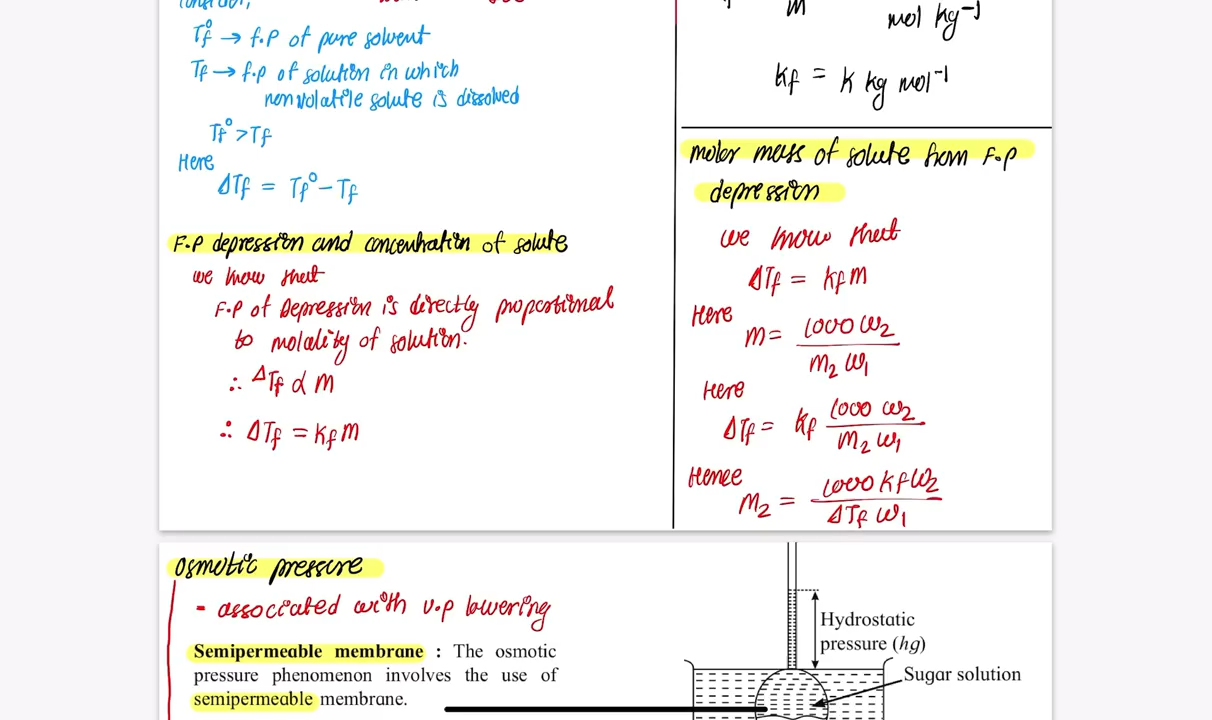 Tf° → f.p of pure solvent
Tf → f.p of solution in which
nonvolatile solute is dissolved
Tf° > Tf
Here
ΔTf = Tf° - Tf
F.P depression and concentration of solute
we know that
F.P of Depression is directly proportional
to molality of solution.
∴ ΔTf ∝ m
∴ ΔTf = Kf m
m
mol kg⁻¹
Kf = K kg mol⁻¹
molar mass of solute from F.P
depression
we know that
ΔTf = Kf m
Here
m = 1000 W2 / M2 W1
Here
ΔTf = Kf 1000 W2 / M2 W1
Hence
M2 = 1000 Kf W2 / ΔTf W1
Osmotic pressure
- associated with v.p lowering
Semipermeable membrane : The osmotic
pressure phenomenon involves the use of
semipermeable membrane.
Hydrostatic
pressure (hg)
Sugar solution